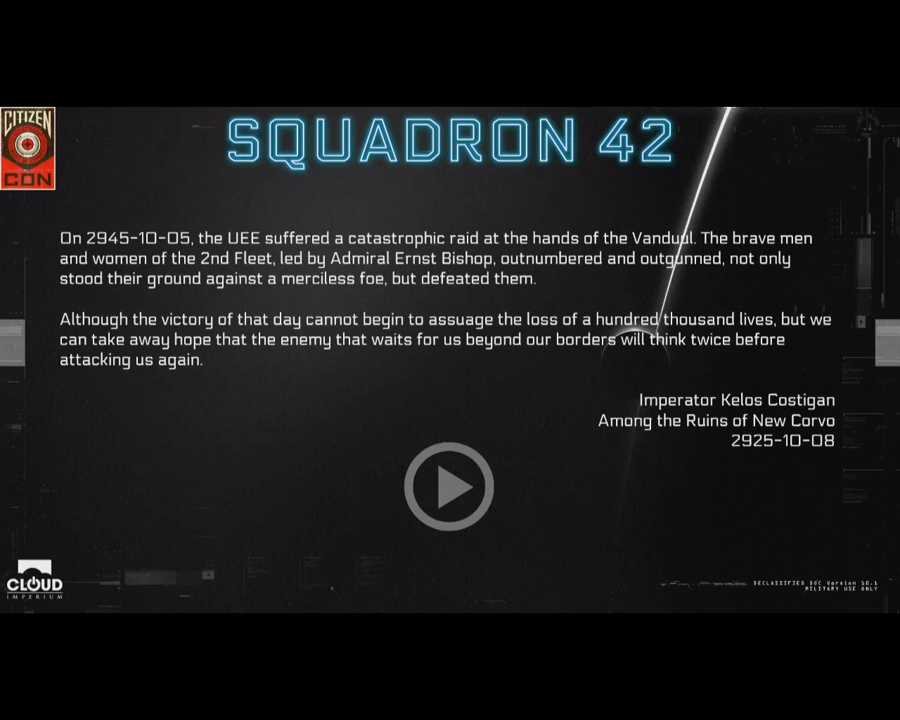 CITIZEN
CON
SQUADRON 42
On 2945-10-05, the UEE suffered a catastrophic raid at the hands of the Vanduul. The brave men
and women of the 2nd Fleet, led by Admiral Ernst Bishop, outnumbered and outgunned, not only
stood their ground against a merciless foe, but defeated them.
Although the victory of that day cannot begin to assuage the loss of a hundred thousand lives, but we
can take away hope that the enemy that waits for us beyond our borders will think twice before
attacking us again.
Imperator Kelos Costigan
Among the Ruins of New Corvo
2925-10-08
CLOUD
IMPERIUM
DECLASSIFIED DOC Version 10.1
MILITARY USE ONLY